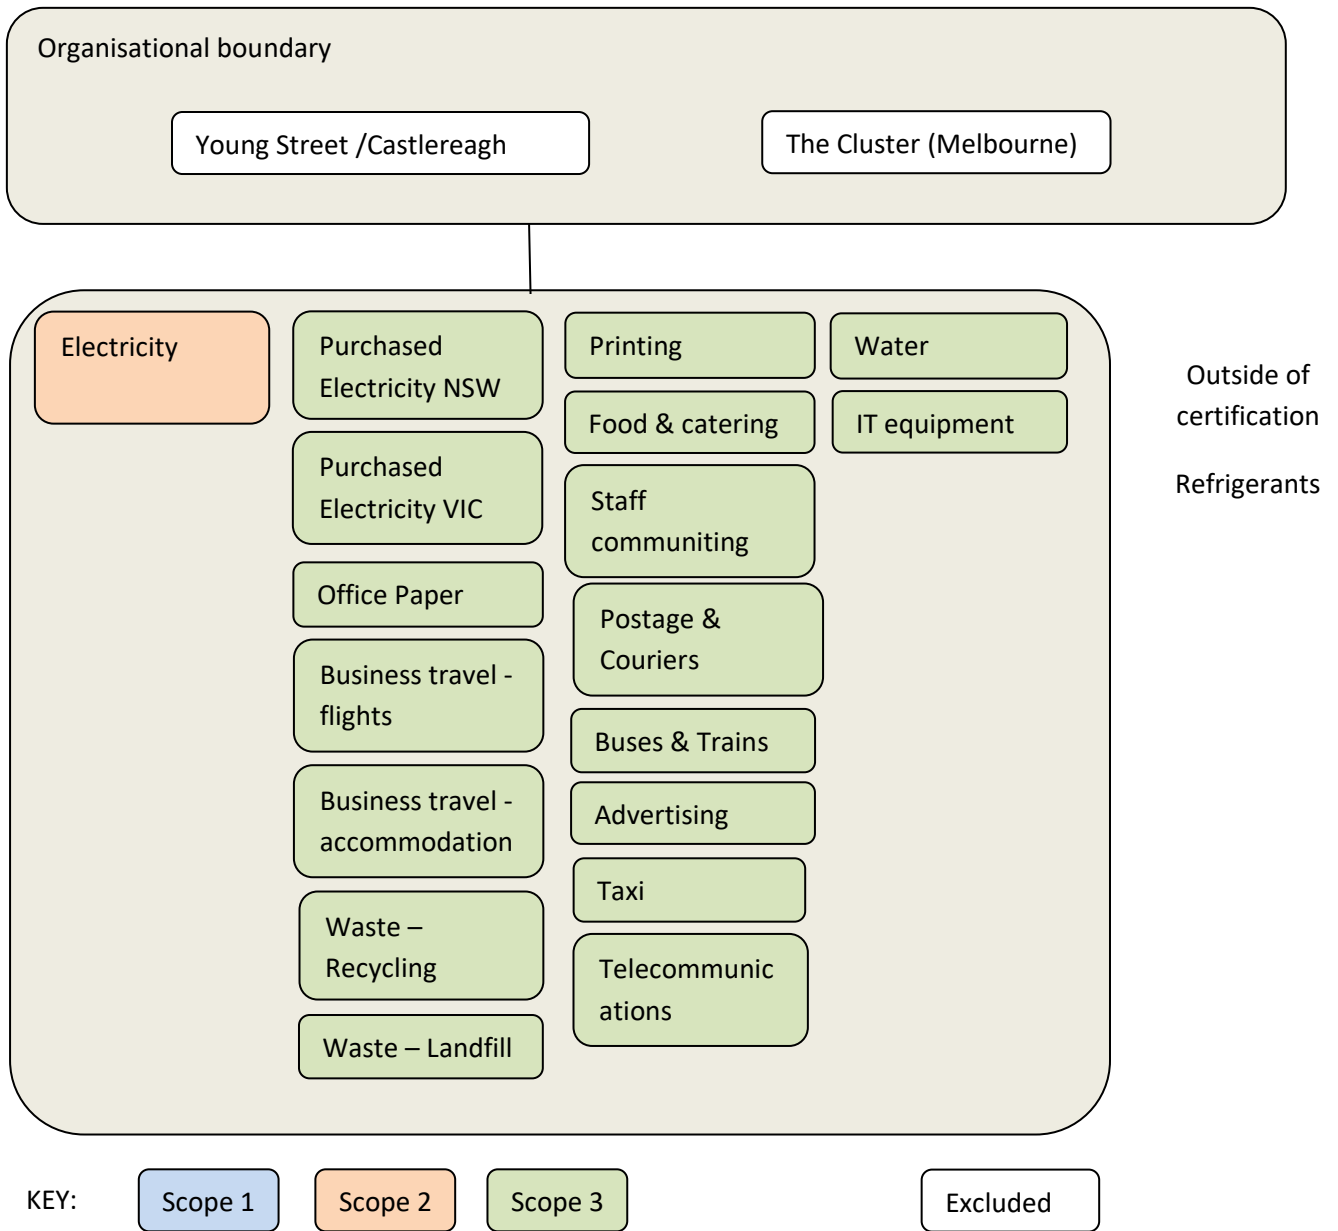 Organisational boundary
Young Street /Castlereagh
The Cluster (Melbourne)
Electricity
Purchased
Electricity NSW
Purchased
Electricity VIC
Office Paper
Business travel -
flights
Business travel -
accommodation
Waste –
Recycling
Waste – Landfill
Printing
Food & catering
Staff
communiting
Postage &
Couriers
Buses & Trains
Advertising
Taxi
Telecommunic
ations
Water
IT equipment
Outside of
certification
Refrigerants
KEY:
Scope 1
Scope 2
Scope 3
Excluded